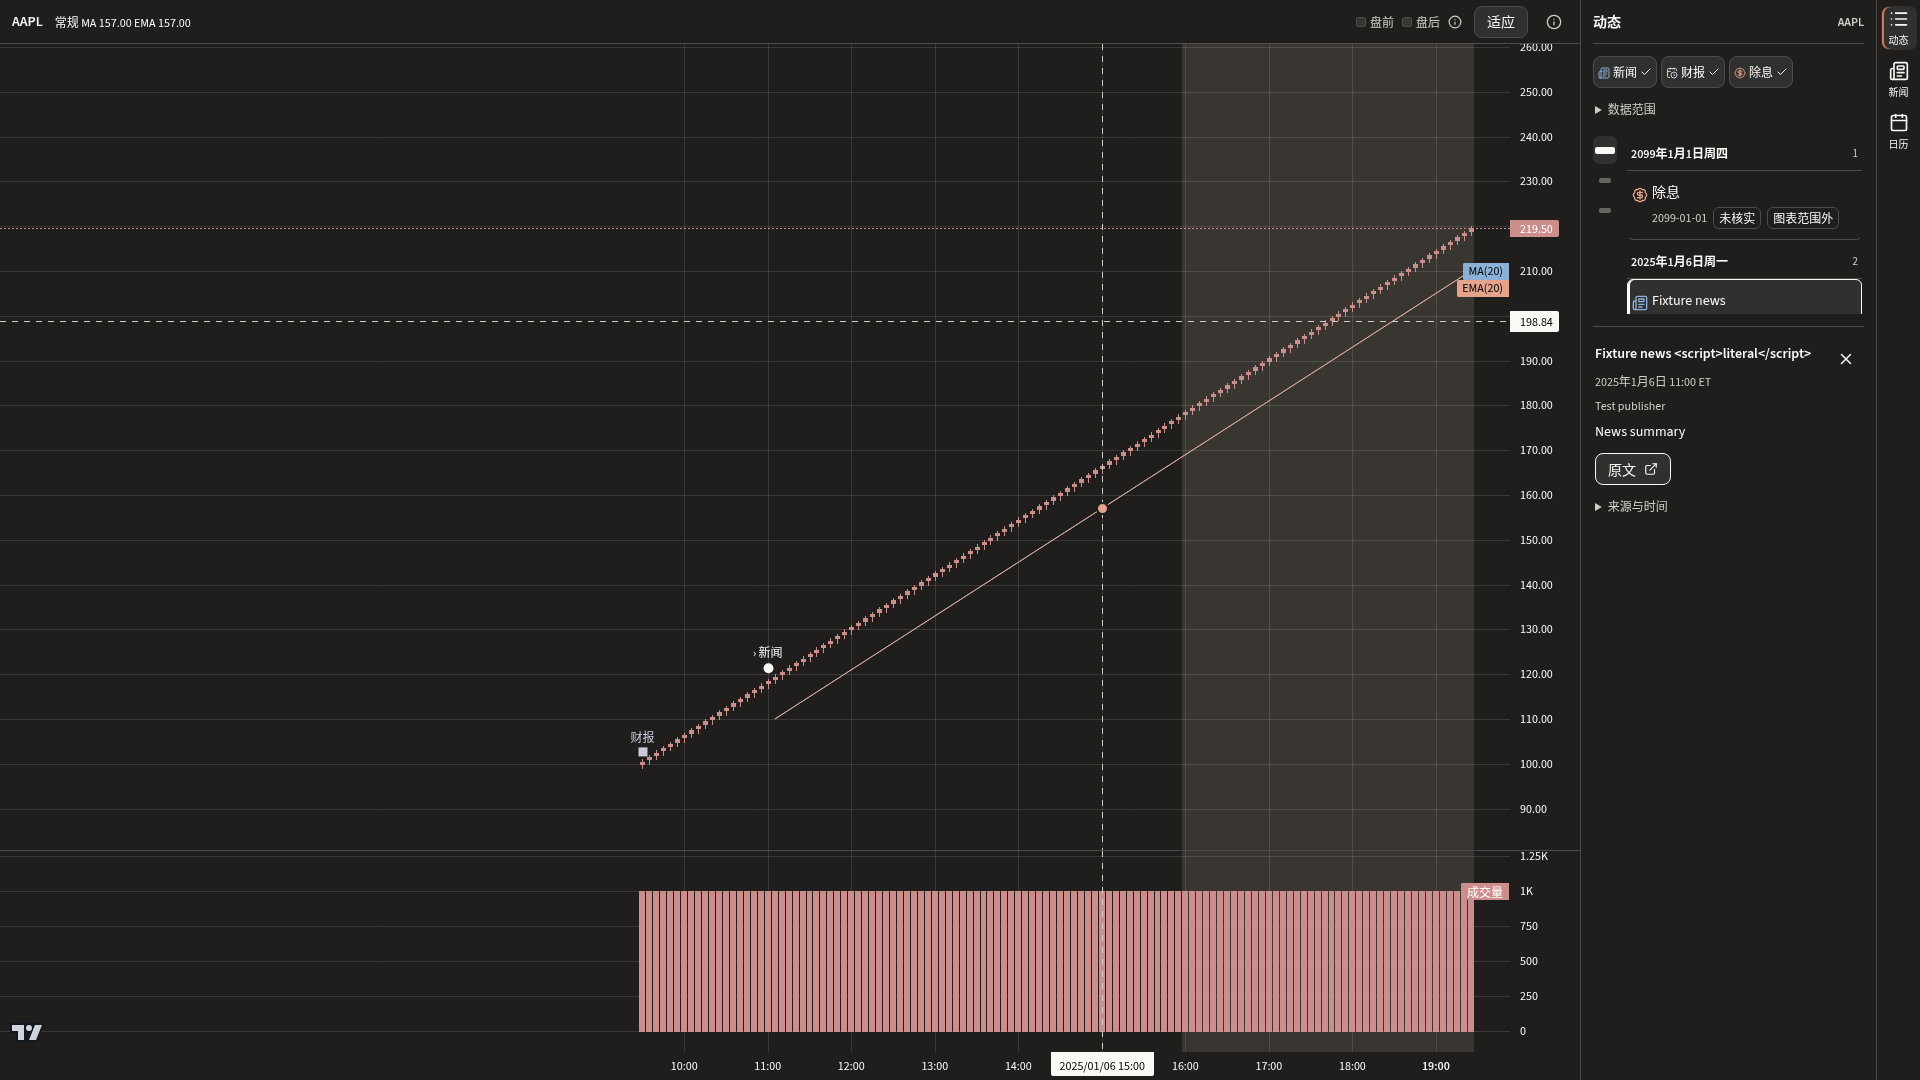 AAPL 常规 MA 157.00 EMA 157.00
盘前 盘后 适应
260.00
250.00
240.00
230.00
219.50
210.00
MA(20)
EMA(20)
198.84
190.00
180.00
170.00
160.00
150.00
140.00
130.00
120.00
110.00
100.00
90.00
› 新闻
财报
1.25K
成交量
1K
750
500
250
0
10:00 11:00 12:00 13:00 14:00 2025/01/06 15:00 16:00 17:00 18:00 19:00
动态 AAPL
新闻 财报 除息
数据范围
2099年1月1日周四 1
除息
2099-01-01 未核实 图表范围外
2025年1月6日周一 2
Fixture news
Fixture news <script>literal</script>
2025年1月6日 11:00 ET
Test publisher
News summary
原文
来源与时间
动态
新闻
日历